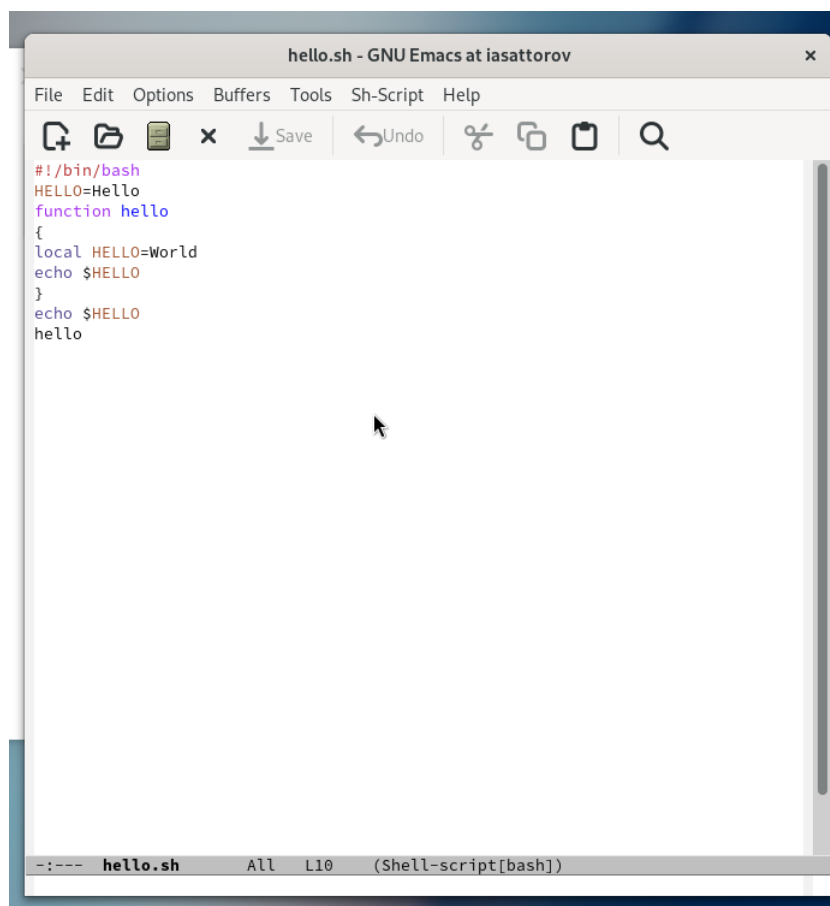 hello.sh - GNU Emacs at iasattorov
File Edit Options Buffers Tools Sh-Script Help
Save Undo
#!/bin/bash
HELLO=Hello
function hello
{
local HELLO=World
echo $HELLO
}
echo $HELLO
hello
-:--- hello.sh All L10 (Shell-script[bash])